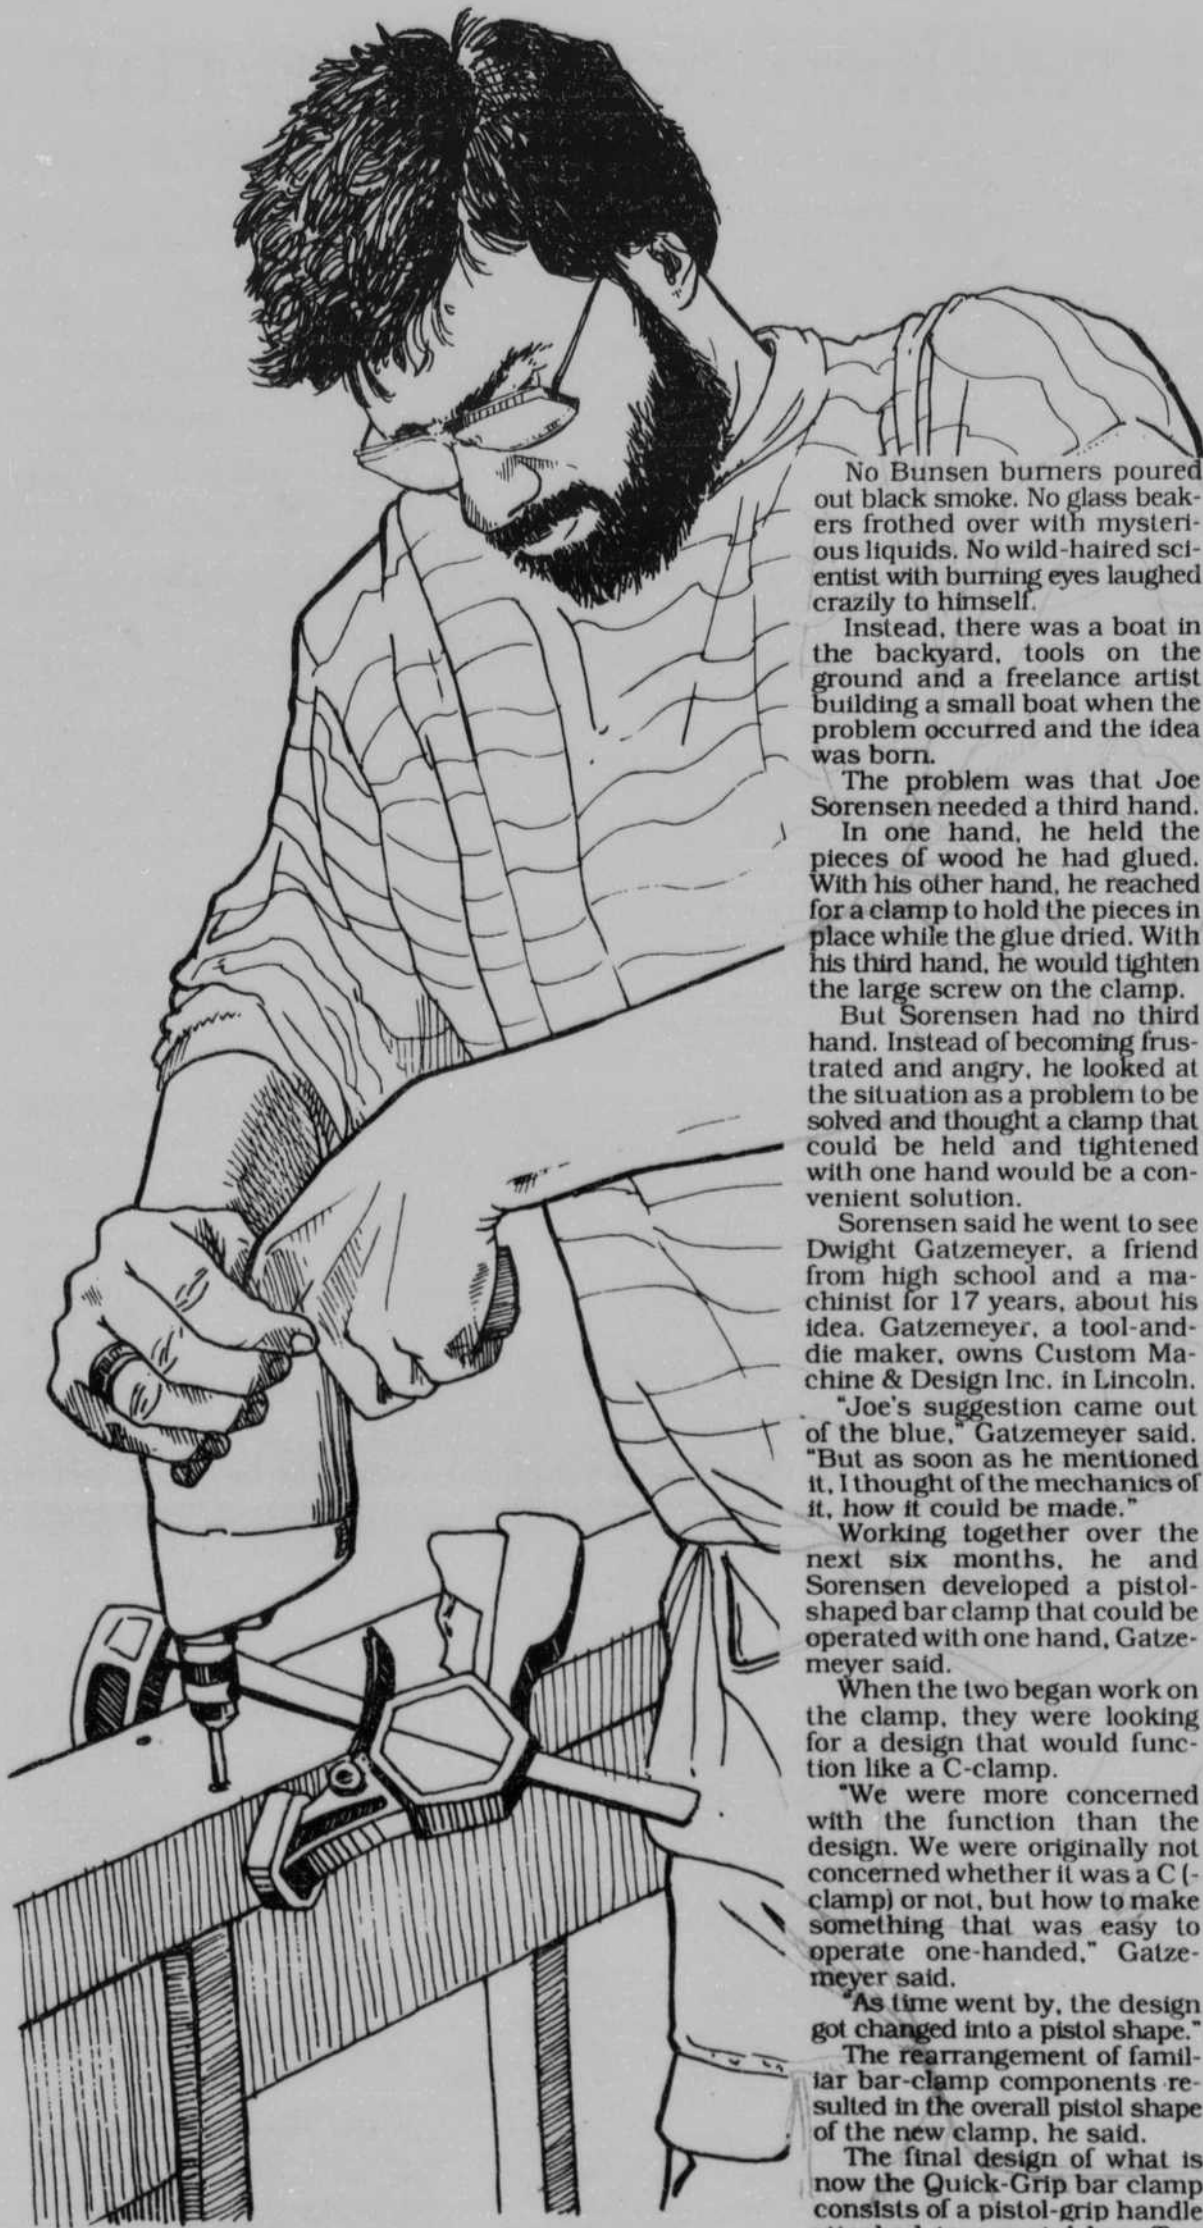 No Bunsen burners poured
out black smoke. No glass beak-
ers frothed over with mysteri-
ous liquids. No wild-haired sci-
entist with burning eyes laughed
crazily to himself.
Instead, there was a boat in
the backyard, tools on the
ground and a freelance artist
building a small boat when the
problem occurred and the idea
was born.
The problem was that Joe
Sorensen needed a third hand.
In one hand, he held the
pieces of wood he had glued.
With his other hand, he reached
for a clamp to hold the pieces in
place while the glue dried. With
his third hand, he would tighten
the large screw on the clamp.
But Sorensen had no third
hand. Instead of becoming frus-
trated and angry, he looked at
the situation as a problem to be
solved and thought a clamp that
could be held and tightened
with one hand would be a con-
venient solution.
Sorensen said he went to see
Dwight Gatzemeyer, a friend
from high school and a ma-
chinist for 17 years, about his
idea. Gatzemeyer, a tool-and-
die maker, owns Custom Ma-
chine & Design Inc. in Lincoln.
"Joe's suggestion came out
of the blue," Gatzemeyer said.
"But as soon as he mentioned
it, I thought of the mechanics of
it, how it could be made."
Working together over the
next six months, he and
Sorensen developed a pistol-
shaped bar clamp that could be
operated with one hand, Gatze-
meyer said.
When the two began work on
the clamp, they were looking
for a design that would func-
tion like a C-clamp.
"We were more concerned
with the function than the
design. We were originally not
concerned whether it was a C (-
clamp) or not, but how to make
something that was easy to
operate one-handed," Gatze-
meyer said.
"As time went by, the design
got changed into a pistol shape."
The rearrangement of famil-
iar bar-clamp components re-
sulted in the overall pistol shape
of the new clamp, he said.
The final design of what is
now the Quick-Grip bar clamp
consists of a pistol-grip handle